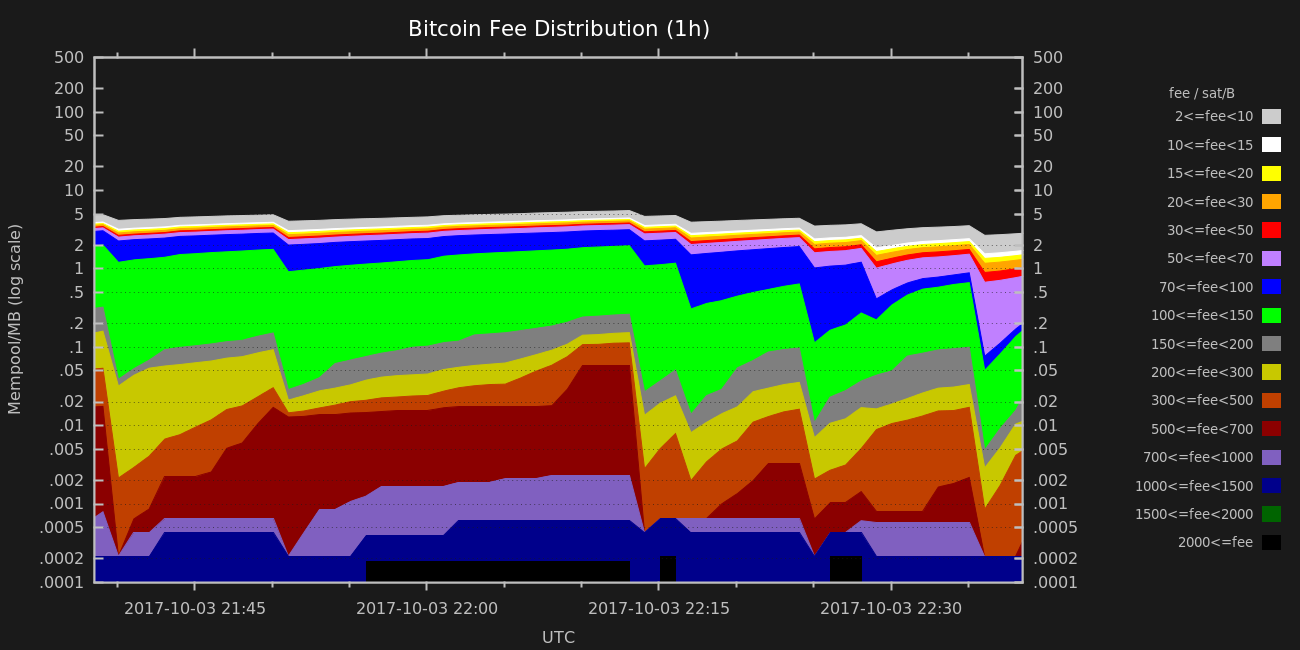 Bitcoin Fee Distribution (1h)
500
200
100
50
20
10
5
2
1
.5
.2
.1
.05
.02
.01
.005
.002
.001
.0005
.0002
.0001
Mempool/MB (log scale)
500
200
100
50
20
10
5
2
1
.5
.2
.1
.05
.02
.01
.005
.002
.001
.0005
.0002
.0001
2017-10-03 21:45
2017-10-03 22:00
2017-10-03 22:15
2017-10-03 22:30
UTC
fee / sat/B
2<=fee<10
10<=fee<15
15<=fee<20
20<=fee<30
30<=fee<50
50<=fee<70
70<=fee<100
100<=fee<150
150<=fee<200
200<=fee<300
300<=fee<500
500<=fee<700
700<=fee<1000
1000<=fee<1500
1500<=fee<2000
2000<=fee